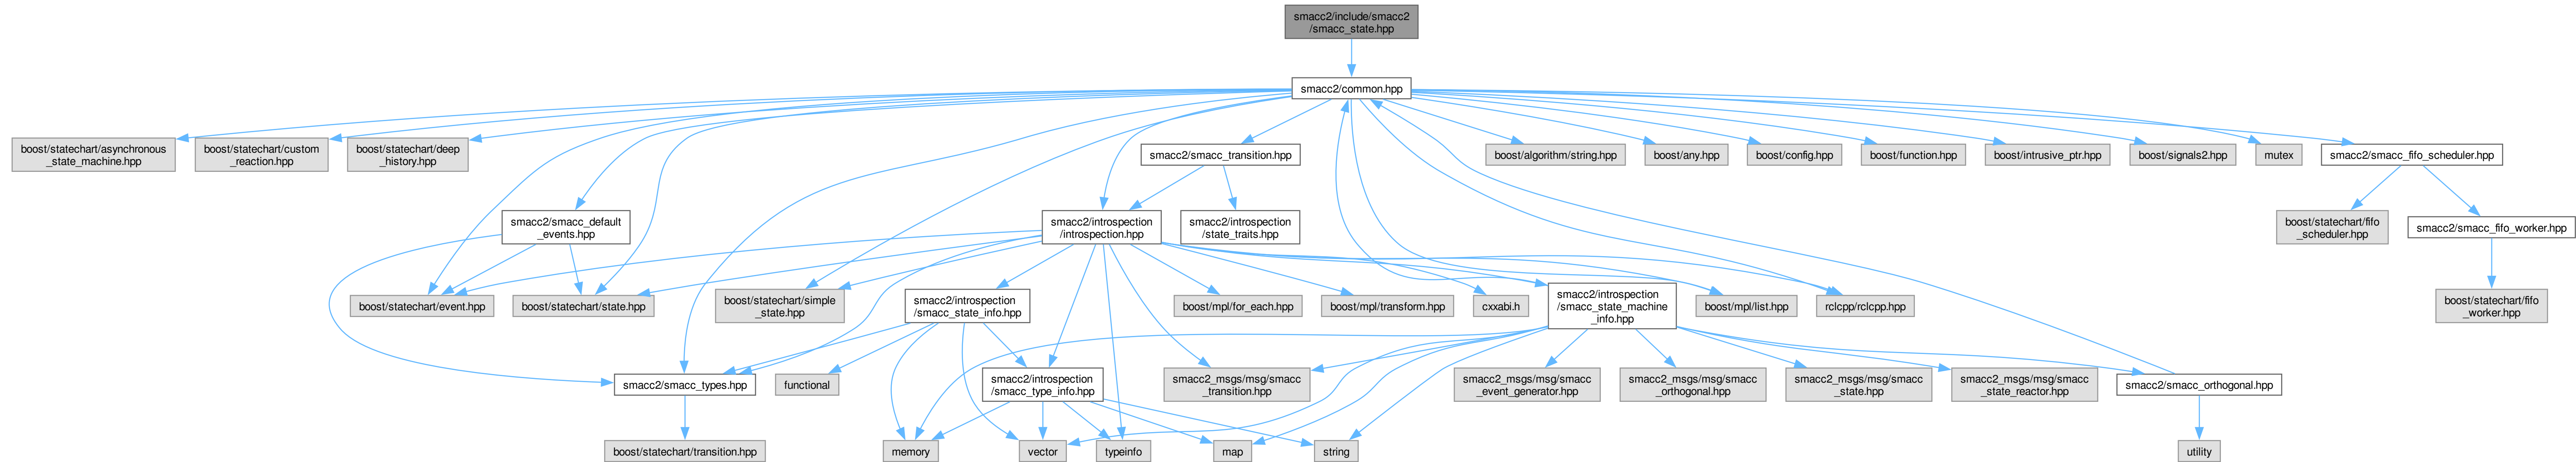 smacc2/include/smacc2
/smacc_state.hpp
smacc2/common.hpp
boost/statechart/asynchronous
_state_machine.hpp
boost/statechart/custom
_reaction.hpp
boost/statechart/deep
_history.hpp
smacc2/smacc_transition.hpp
boost/algorithm/string.hpp
boost/any.hpp
boost/config.hpp
boost/function.hpp
boost/intrusive_ptr.hpp
boost/signals2.hpp
mutex
smacc2/smacc_fifo_scheduler.hpp
smacc2/smacc_default
_events.hpp
smacc2/introspection
/introspection.hpp
smacc2/introspection
/state_traits.hpp
boost/statechart/fifo
_scheduler.hpp
smacc2/smacc_fifo_worker.hpp
boost/statechart/event.hpp
boost/statechart/state.hpp
boost/statechart/simple
_state.hpp
smacc2/introspection
/smacc_state_info.hpp
boost/mpl/for_each.hpp
boost/mpl/transform.hpp
cxxabi.h
smacc2/introspection
/smacc_state_machine
_info.hpp
boost/mpl/list.hpp
rclcpp/rclcpp.hpp
boost/statechart/fifo
_worker.hpp
smacc2/smacc_types.hpp
functional
smacc2/introspection
/smacc_type_info.hpp
smacc2_msgs/msg/smacc
_transition.hpp
smacc2_msgs/msg/smacc
_event_generator.hpp
smacc2_msgs/msg/smacc
_orthogonal.hpp
smacc2_msgs/msg/smacc
_state.hpp
smacc2_msgs/msg/smacc
_state_reactor.hpp
smacc2/smacc_orthogonal.hpp
boost/statechart/transition.hpp
memory
vector
typeinfo
map
string
utility